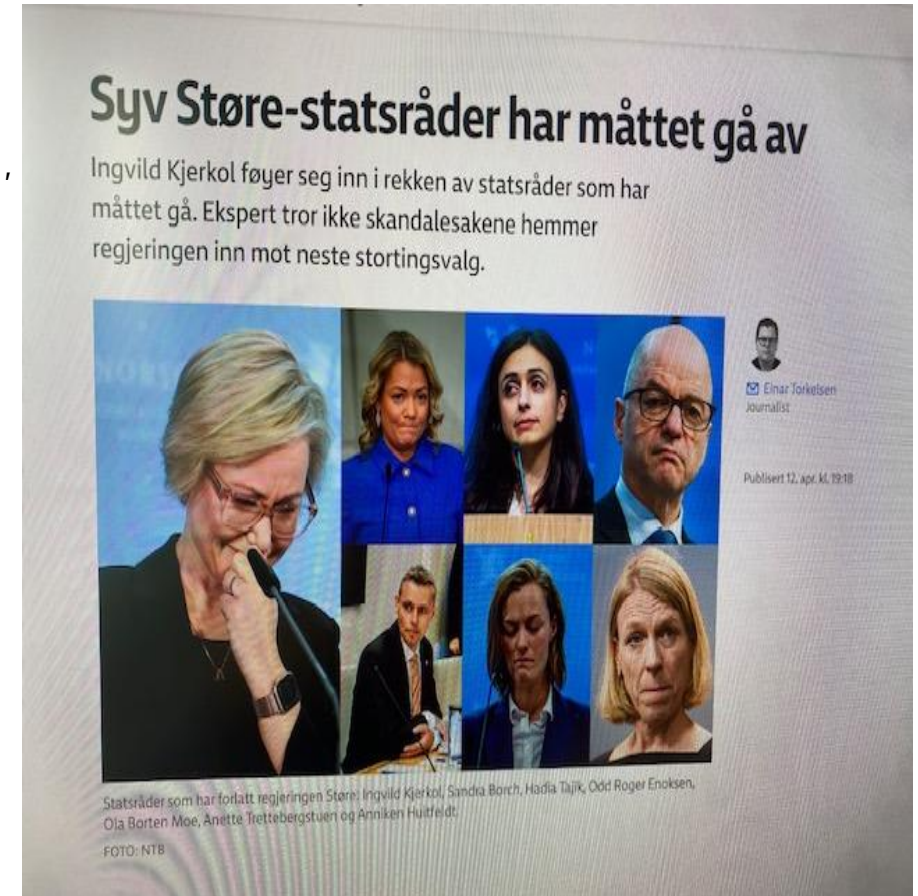 Syv Støre-statsråder har måttet gå av
,
Ingvild Kjerkol føyer seg inn i rekken av statsråder som har
måttet gå. Ekspert tror ikke skandalesakene hemmer
regjeringen inn mot neste stortingsvalg.
Einar Torkelsen
Journalist
Publisert 12. apr. kl. 19:18
Statsråder som har forlatt regjeringen Støre: Ingvild Kjerkol, Sandra Borch, Hadia Tajik, Odd Roger Enoksen,
Ola Borten Moe, Anette Trettebergstuen og Anniken Huitfeldt.
FOTO: NTB